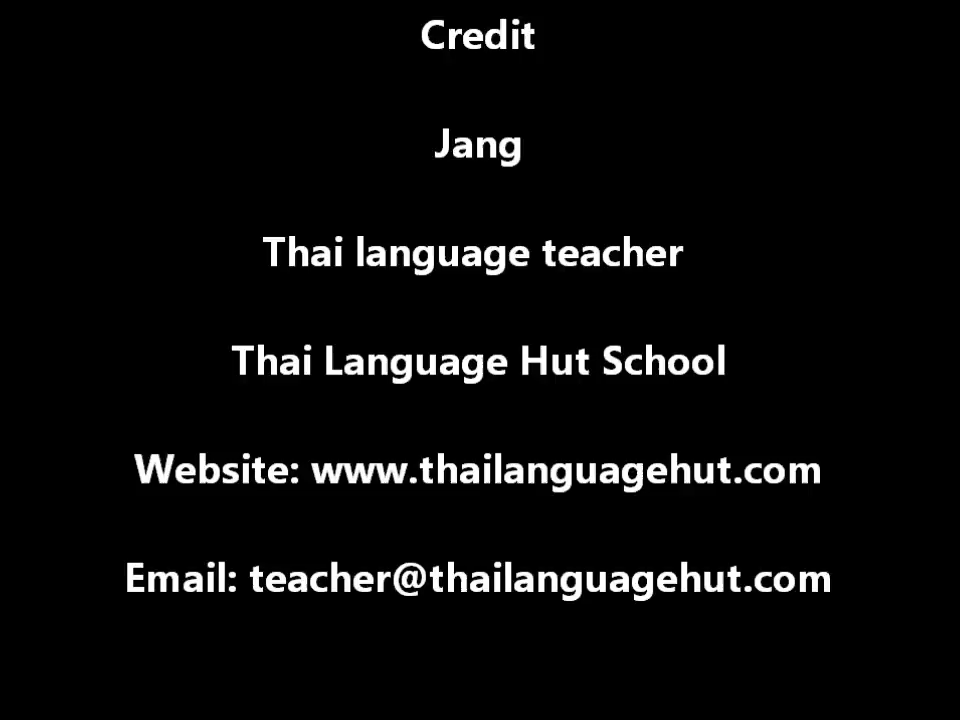 Credit
Jang
Thai language teacher
Thai Language Hut School
Website: www.thailanguagehut.com
Email: teacher@thailanguagehut.com